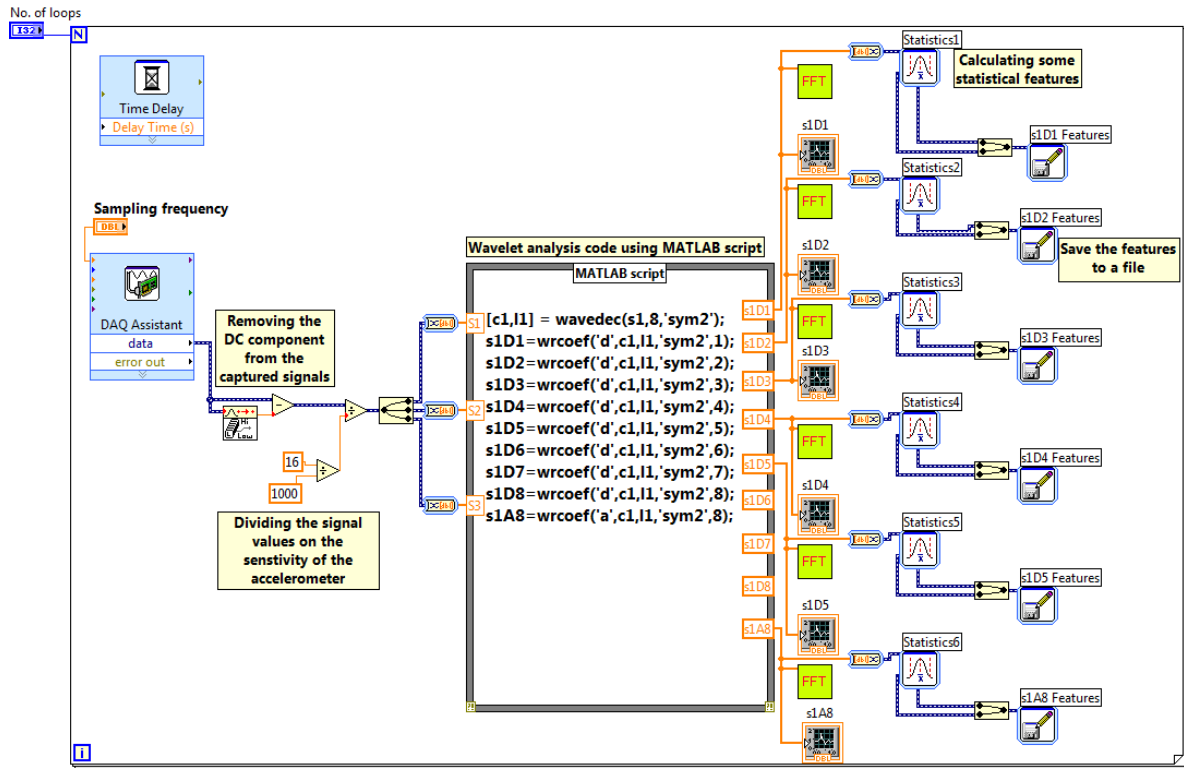 No. of loops
I32
N
Time Delay
Delay Time (s)
Sampling frequency
DBL
DAQ Assistant
data
error out
Removing the
DC component
from the
captured signals
Hi
Low
16
1000
Dividing the signal
values on the
senstivity of the
accelerometer
Wavelet analysis code using MATLAB script
MATLAB script
S1
S2
S3
[c1,l1] = wavedec(s1,8,'sym2');
s1D1=wrcoef('d',c1,l1,'sym2',1);
s1D2=wrcoef('d',c1,l1,'sym2',2);
s1D3=wrcoef('d',c1,l1,'sym2',3);
s1D4=wrcoef('d',c1,l1,'sym2',4);
s1D5=wrcoef('d',c1,l1,'sym2',5);
s1D6=wrcoef('d',c1,l1,'sym2',6);
s1D7=wrcoef('d',c1,l1,'sym2',7);
s1D8=wrcoef('d',c1,l1,'sym2',8);
s1A8=wrcoef('a',c1,l1,'sym2',8);
s1D1
s1D2
s1D3
s1D4
s1D5
s1D6
s1D7
s1D8
s1A8
FFT
s1D1
DBL
FFT
s1D2
DBL
FFT
s1D3
DBL
FFT
s1D4
DBL
FFT
s1D5
DBL
FFT
s1A8
DBL
Statistics1
Calculating some
statistical features
s1D1 Features
Statistics2
s1D2 Features
Save the features
to a file
Statistics3
s1D3 Features
Statistics4
s1D4 Features
Statistics5
s1D5 Features
Statistics6
s1A8 Features
i